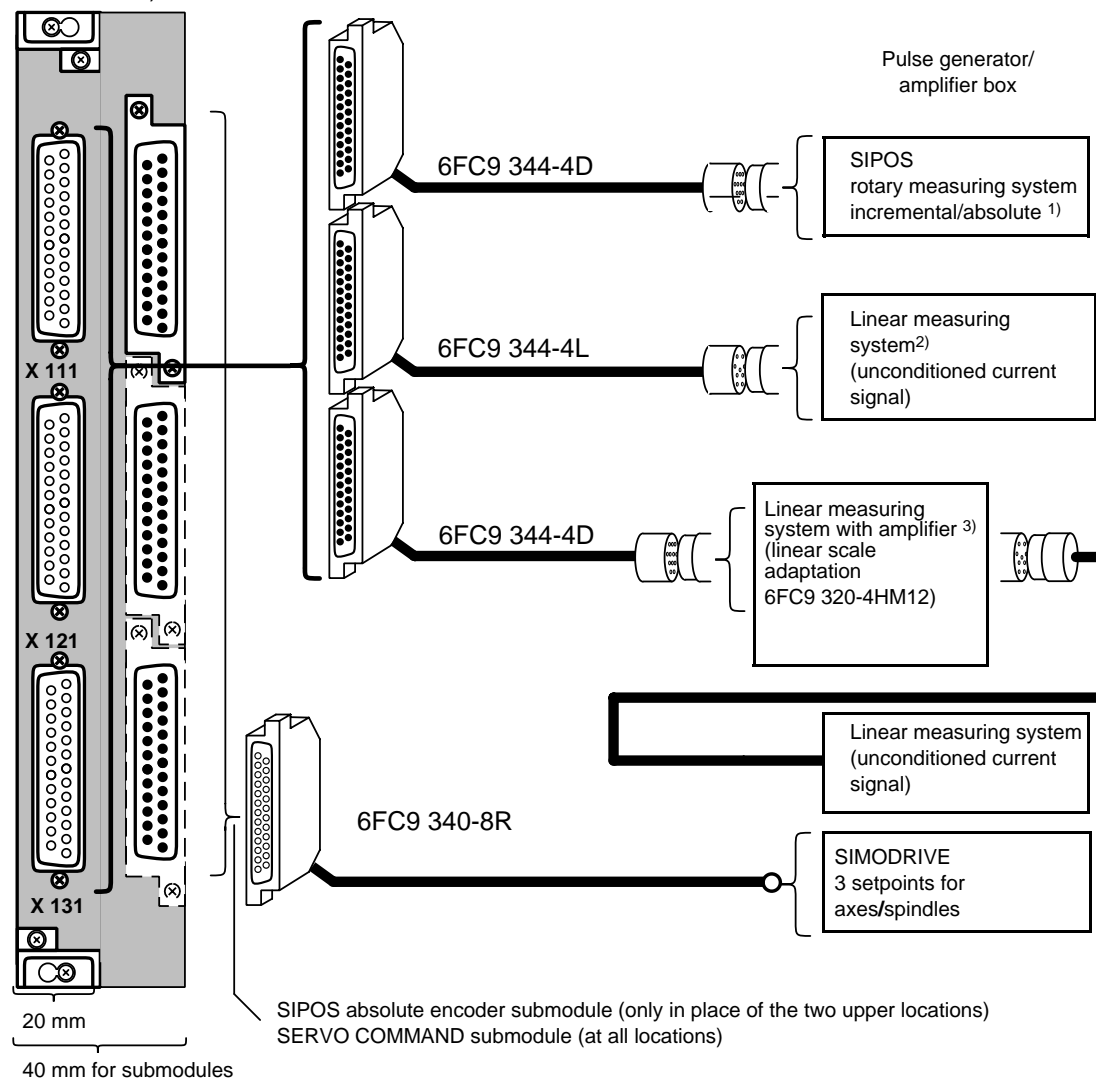 Pulse generator/
amplifier box
6FC9 344-4D
SIPOS
rotary measuring system
incremental/absolute 1)
6FC9 344-4L
Linear measuring
system2)
(unconditioned current
signal)
X 111
6FC9 344-4D
Linear measuring
system with amplifier 3)
(linear scale
adaptation
6FC9 320-4HM12)
X 121
Linear measuring system
(unconditioned current
signal)
6FC9 340-8R
SIMODRIVE
3 setpoints for
axes/spindles
X 131
SIPOS absolute encoder submodule (only in place of the two upper locations)
SERVO COMMAND submodule (at all locations)
20 mm
40 mm for submodules